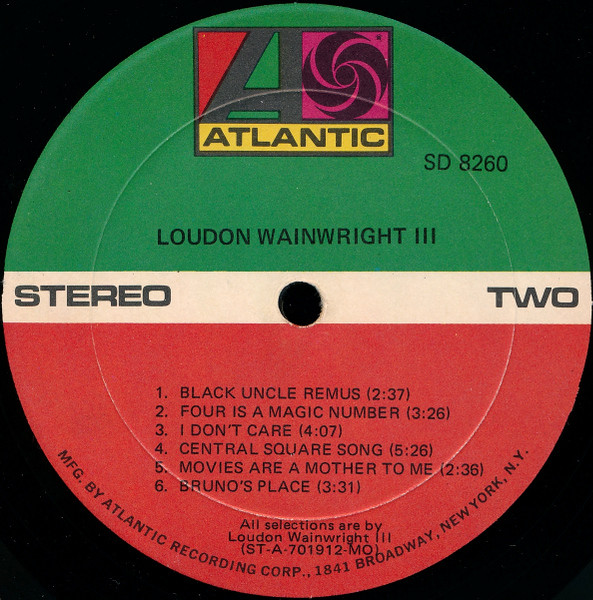 ATLANTIC
SD 8260
LOUDON WAINWRIGHT III
STEREO
TWO
1. BLACK UNCLE REMUS (2:37)
2. FOUR IS A MAGIC NUMBER (3:26)
3. I DON'T CARE (4:07)
4. CENTRAL SQUARE SONG (5:26)
5. MOVIES ARE A MOTHER TO ME (2:36)
6. BRUNO'S PLACE (3:31)
All selections are by
Loudon Wainwright III
(ST-A-701912-MO)
MFG. BY ATLANTIC RECORDING CORP., 1841 BROADWAY, NEW YORK, N.Y.